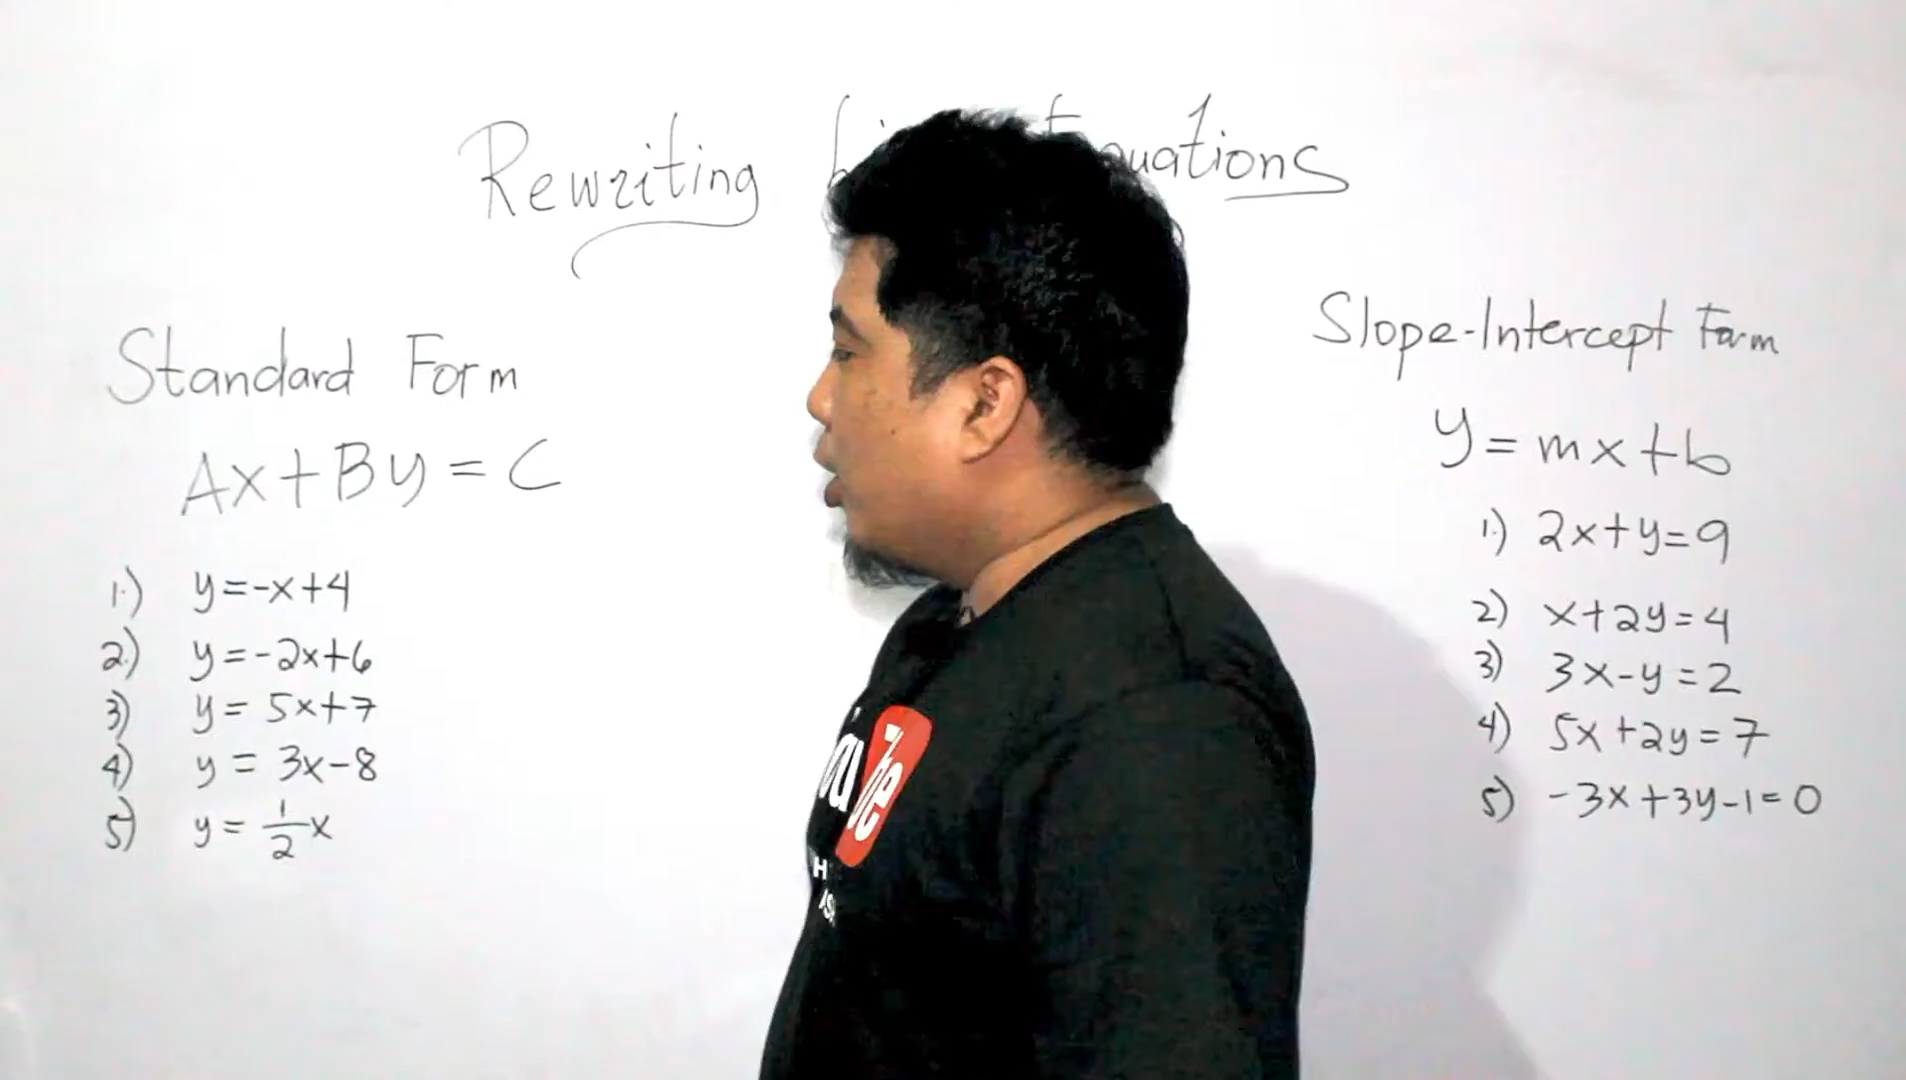 Rewriting
Standard Form
Ax+By=C
1.) y=-x+4
2.) y=-2x+6
3) y=5x+7
4) y=3x-8
5) y=1/2x
Slope-Intercept Form
y=mx+b
1.) 2x+y=9
2) x+2y=4
3) 3x-y=2
4) 5x+2y=7
5) -3x+3y-1=0